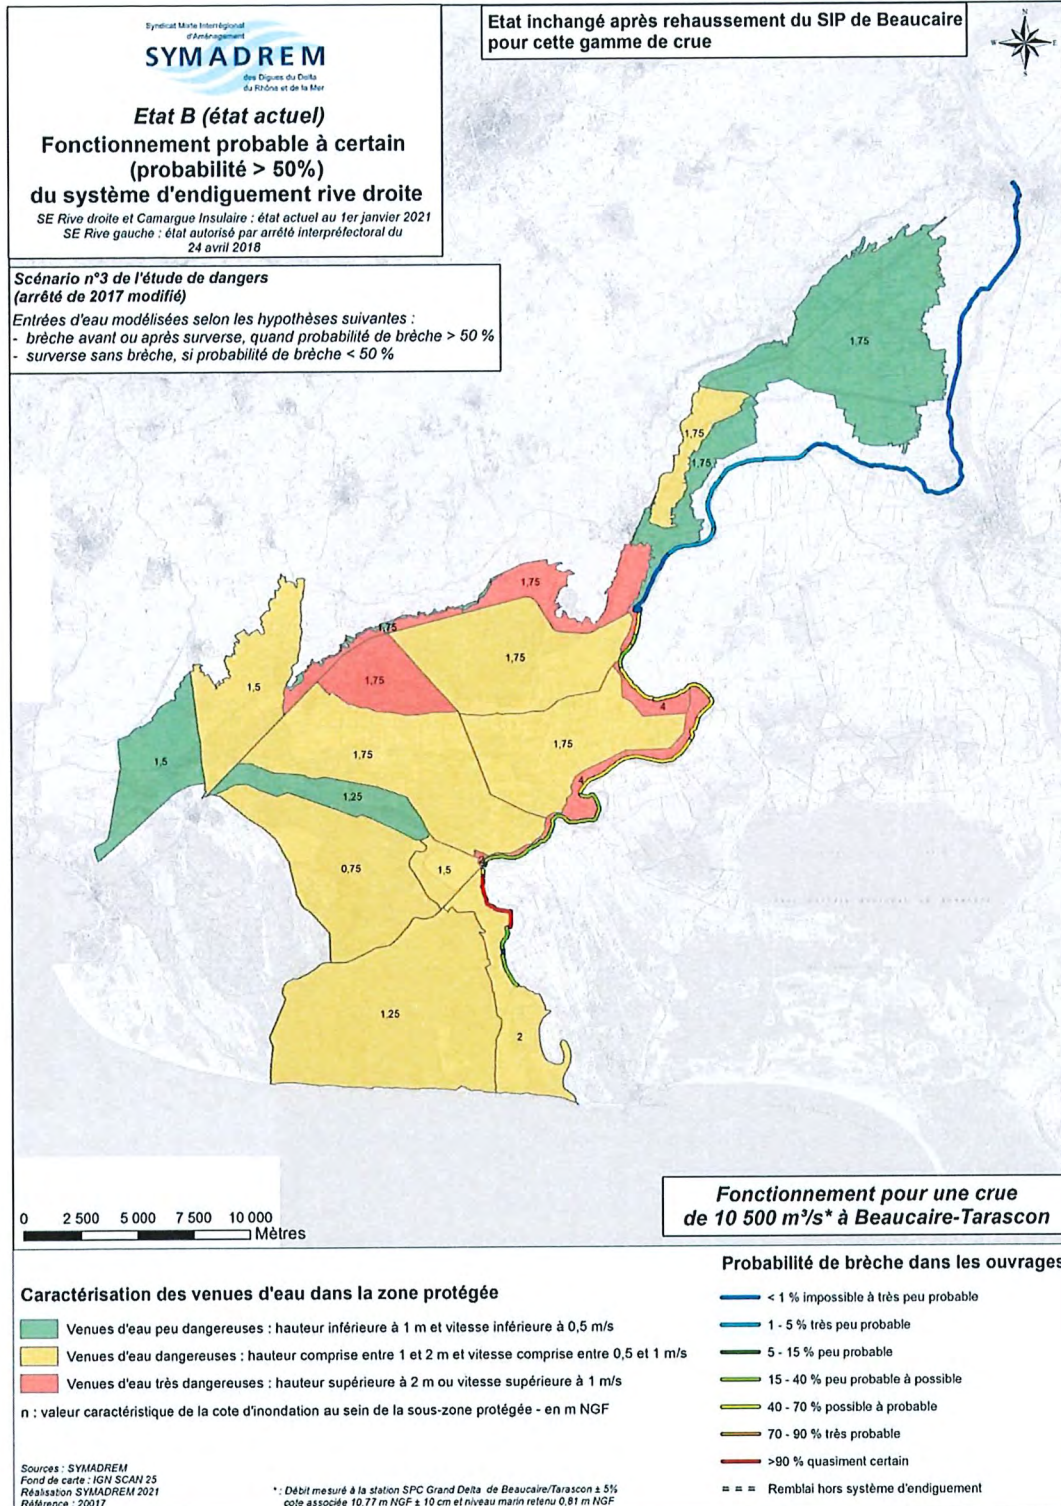 Syndicat Mixte Interrégional
d'Aménagement
SYMADREM
des Digues du Delta
du Rhône et de la Mer
Etat B (état actuel)
Fonctionnement probable à certain
(probabilité > 50%)
du système d'endiguement rive droite
SE Rive droite et Camargue Insulaire : état actuel au 1er janvier 2021
SE Rive gauche : état autorisé par arrêté interpréfectoral du
24 avril 2018
Etat inchangé après rehaussement du SIP de Beaucaire
pour cette gamme de crue
N
W
E
S
Scénario n°3 de l'étude de dangers
(arrêté de 2017 modifié)
Entrées d'eau modélisées selon les hypothèses suivantes :
- brèche avant ou après surverse, quand probabilité de brèche > 50 %
- surverse sans brèche, si probabilité de brèche < 50 %
1,75
1,75
1,75
1,75
1,75
1,75
1,75
1,5
4
1,75
1,75
1,5
4
1,25
0,75
1,5
1,25
2
0 2 500 5 000 7 500 10 000
Mètres
Fonctionnement pour une crue
de 10 500 m³/s* à Beaucaire-Tarascon
Caractérisation des venues d'eau dans la zone protégée
Venues d'eau peu dangereuses : hauteur inférieure à 1 m et vitesse inférieure à 0,5 m/s
Venues d'eau dangereuses : hauteur comprise entre 1 et 2 m et vitesse comprise entre 0,5 et 1 m/s
Venues d'eau très dangereuses : hauteur supérieure à 2 m ou vitesse supérieure à 1 m/s
n : valeur caractéristique de la cote d'inondation au sein de la sous-zone protégée - en m NGF
Probabilité de brèche dans les ouvrages
< 1 % impossible à très peu probable
1 - 5 % très peu probable
5 - 15 % peu probable
15 - 40 % peu probable à possible
40 - 70 % possible à probable
70 - 90 % très probable
>90 % quasiment certain
Remblai hors système d'endiguement
Sources : SYMADREM
Fond de carte : IGN SCAN 25
Réalisation SYMADREM 2021
Référence : 20017
* : Débit mesuré à la station SPC Grand Delta de Beaucaire/Tarascon ± 5%
cote associée 10,77 m NGF ± 10 cm et niveau marin retenu 0,81 m NGF